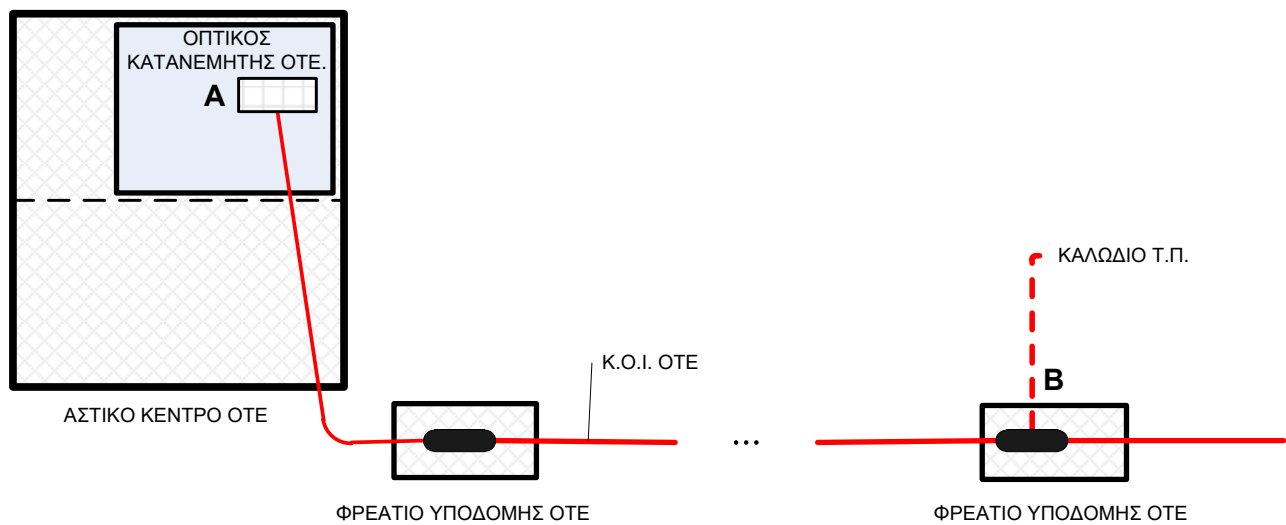 ΟΠΤΙΚΟΣ
ΚΑΤΑΝΕΜΗΤΗΣ ΟΤΕ.
A
ΚΑΛΩΔΙΟ Τ.Π.
Κ.Ο.Ι. ΟΤΕ
B
ΑΣΤΙΚΟ ΚΕΝΤΡΟ ΟΤΕ
...
ΦΡΕΑΤΙΟ ΥΠΟΔΟΜΗΣ ΟΤΕ
ΦΡΕΑΤΙΟ ΥΠΟΔΟΜΗΣ ΟΤΕ